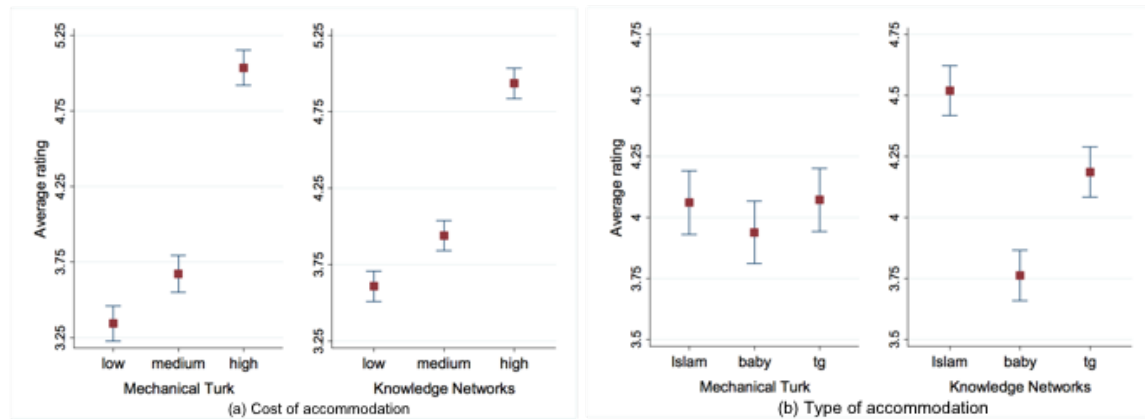 Average rating
5.25
4.75
4.25
3.75
3.25
low medium high
Mechanical Turk
5.25
4.75
4.25
3.75
3.25
low medium high
Knowledge Networks
(a) Cost of accommodation
Average rating
4.75
4.5
4.25
4
3.75
3.5
Islam baby tg
Mechanical Turk
4.75
4.5
4.25
4
3.75
3.5
Islam baby tg
Knowledge Networks
(b) Type of accommodation